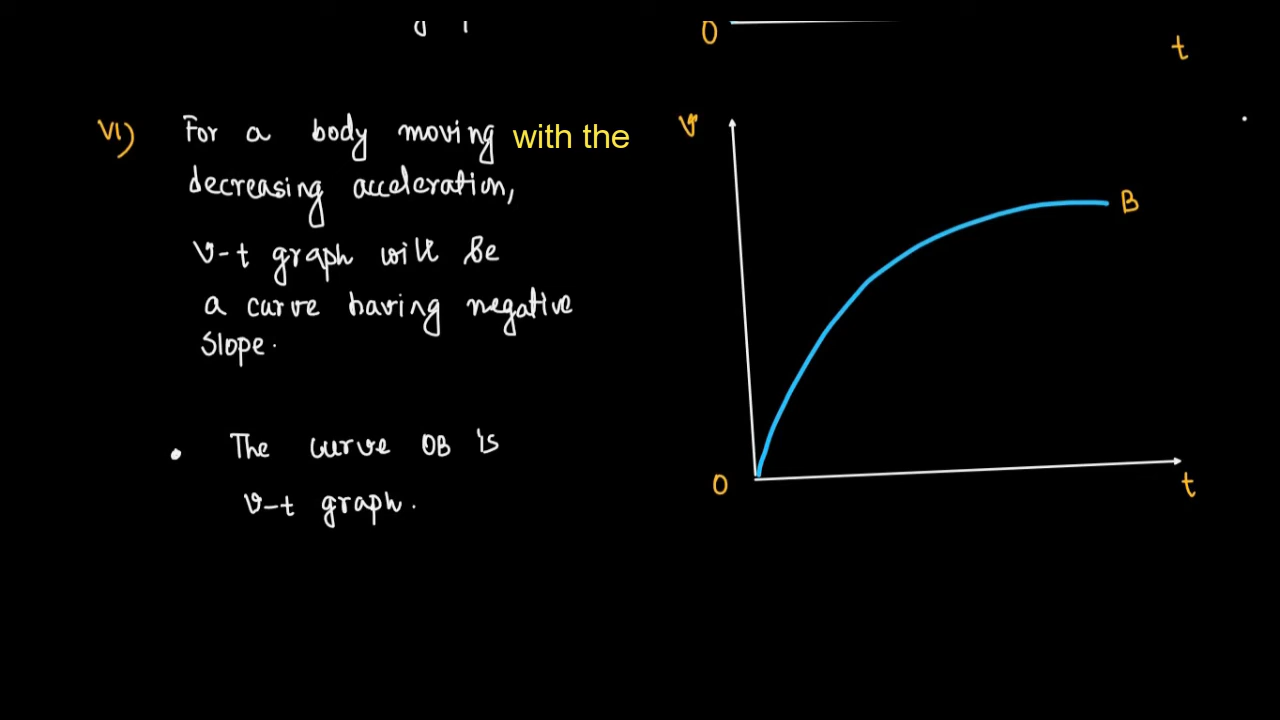 0
t
VI) For a body moving with the
decreasing acceleration,
v-t graph will be
a curve having negative
slope.
• The curve OB is
v-t graph.
v
B
0
t